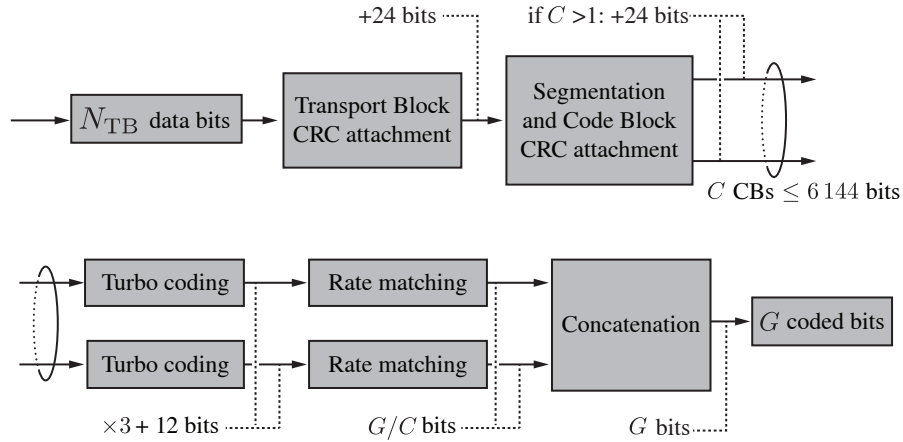 +24 bits
if C >1: +24 bits
N_TB data bits
Transport Block
CRC attachment
Segmentation
and Code Block
CRC attachment
C CBs ≤ 6 144 bits
Turbo coding
Rate matching
Concatenation
G coded bits
Turbo coding
Rate matching
×3 + 12 bits
G/C bits
G bits